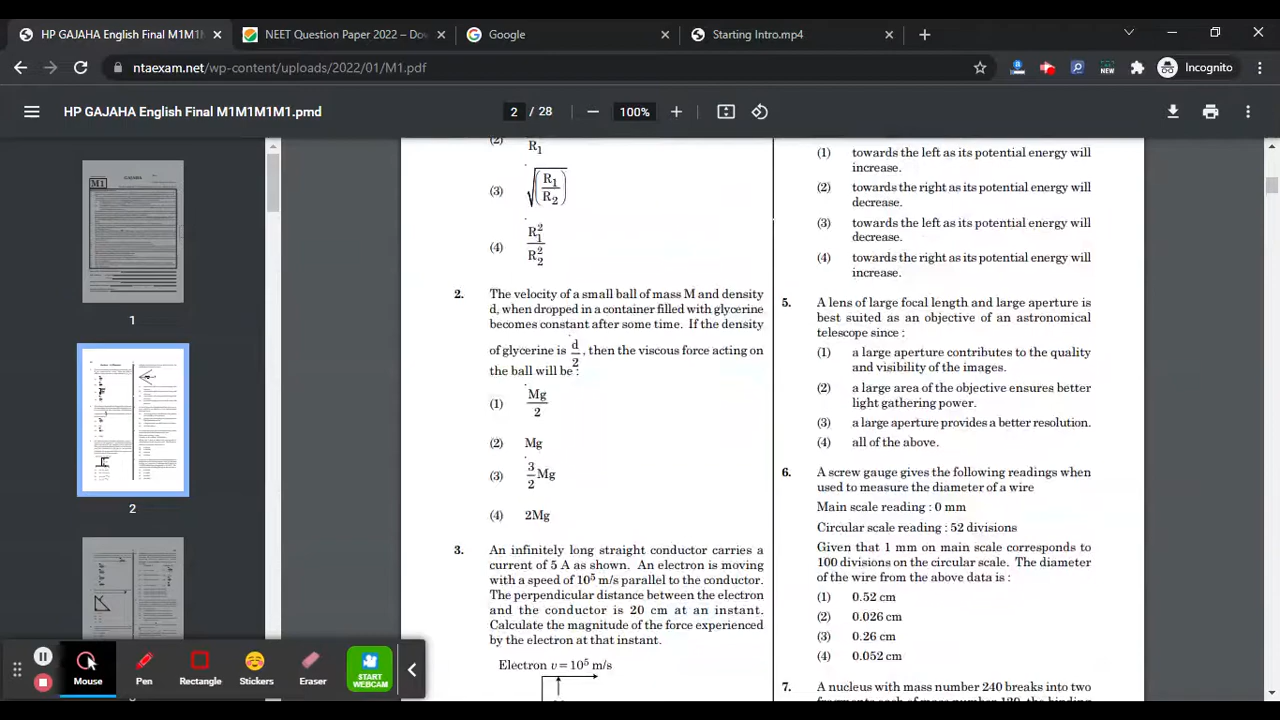 HP GAJAHA English Final M1M1M
NEET Question Paper 2022 – Dow
Google
Starting Intro.mp4
ntaexam.net/wp-content/uploads/2022/01/M1.pdf
NEW
Incognito
HP GAJAHA English Final M1M1M1M1.pmd
2 / 28
100%
M1
1
2
(2)
R1
(3) √(R1/R2)
(4) R1²/R2²
2. The velocity of a small ball of mass M and density
d, when dropped in a container filled with glycerine
becomes constant after some time. If the density
of glycerine is d/2, then the viscous force acting on
the ball will be :
(1) Mg/2
(2) Mg
(3) 3/2 Mg
(4) 2Mg
3. An infinitely long straight conductor carries a
current of 5 A as shown. An electron is moving
with a speed of 10⁵ m/s parallel to the conductor.
The perpendicular distance between the electron
and the conductor is 20 cm at an instant.
Calculate the magnitude of the force experienced
by the electron at that instant.
Electron v = 10⁵ m/s
(1) towards the left as its potential energy will
increase.
(2) towards the right as its potential energy will
decrease.
(3) towards the left as its potential energy will
decrease.
(4) towards the right as its potential energy will
increase.
5. A lens of large focal length and large aperture is
best suited as an objective of an astronomical
telescope since :
(1) a large aperture contributes to the quality
and visibility of the images.
(2) a large area of the objective ensures better
light gathering power.
(3) a large aperture provides a better resolution.
(4) all of the above.
6. A screw gauge gives the following readings when
used to measure the diameter of a wire
Main scale reading : 0 mm
Circular scale reading : 52 divisions
Given that 1 mm on main scale corresponds to
100 divisions on the circular scale. The diameter
of the wire from the above data is :
(1) 0.52 cm
(2) 0.026 cm
(3) 0.26 cm
(4) 0.052 cm
7. A nucleus with mass number 240 breaks into two
Mouse
Pen
Rectangle
Stickers
Eraser
START
WEBCAM